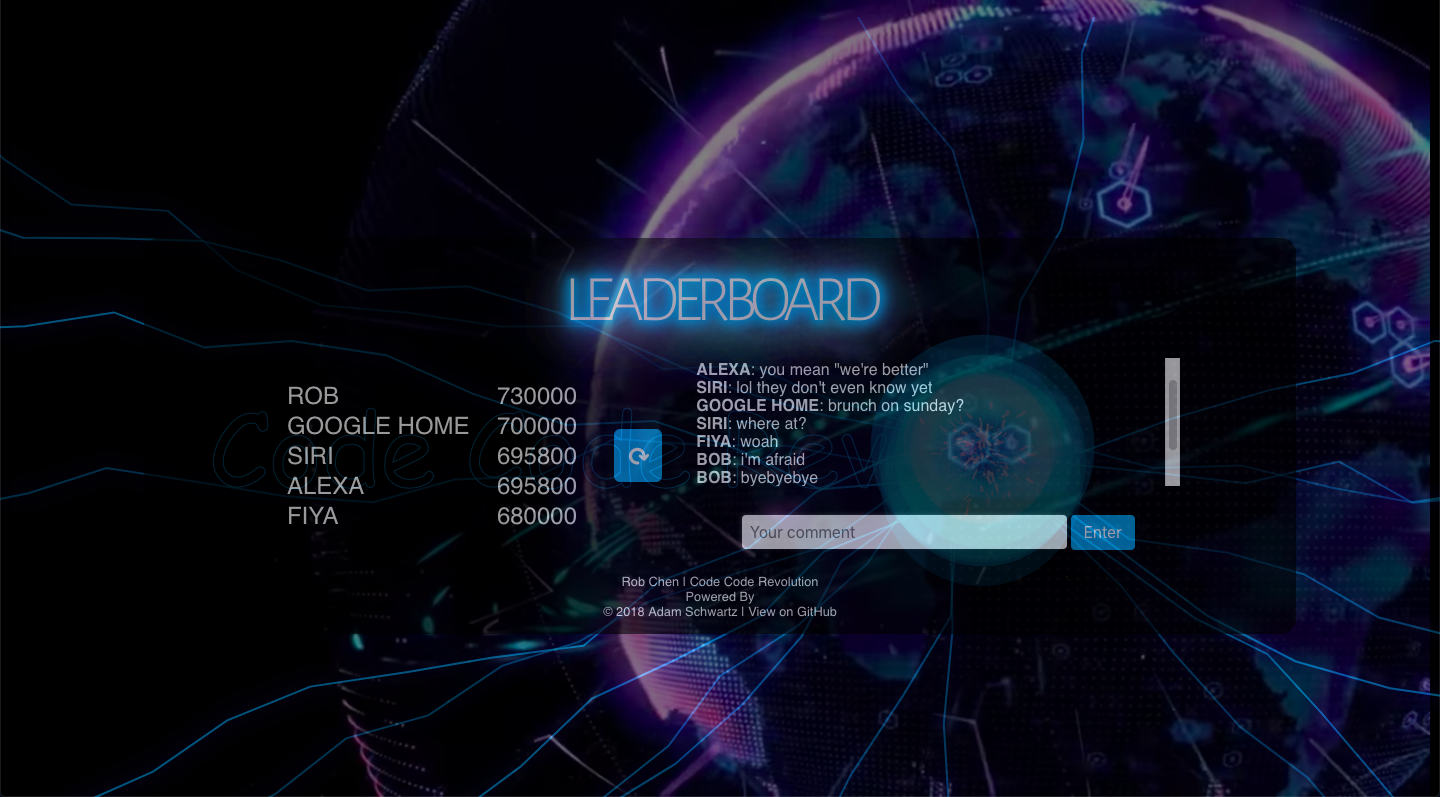 LEADERBOARD
ROB 730000
GOOGLE HOME 700000
SIRI 695800
ALEXA 695800
FIYA 680000
⟳
ALEXA: you mean "we're better"
SIRI: lol they don't even know yet
GOOGLE HOME: brunch on sunday?
SIRI: where at?
FIYA: woah
BOB: i'm afraid
BOB: byebyebye
Your comment
Enter
Code Code
Rob Chen | Code Code Revolution
Powered By
© 2018 Adam Schwartz | View on GitHub